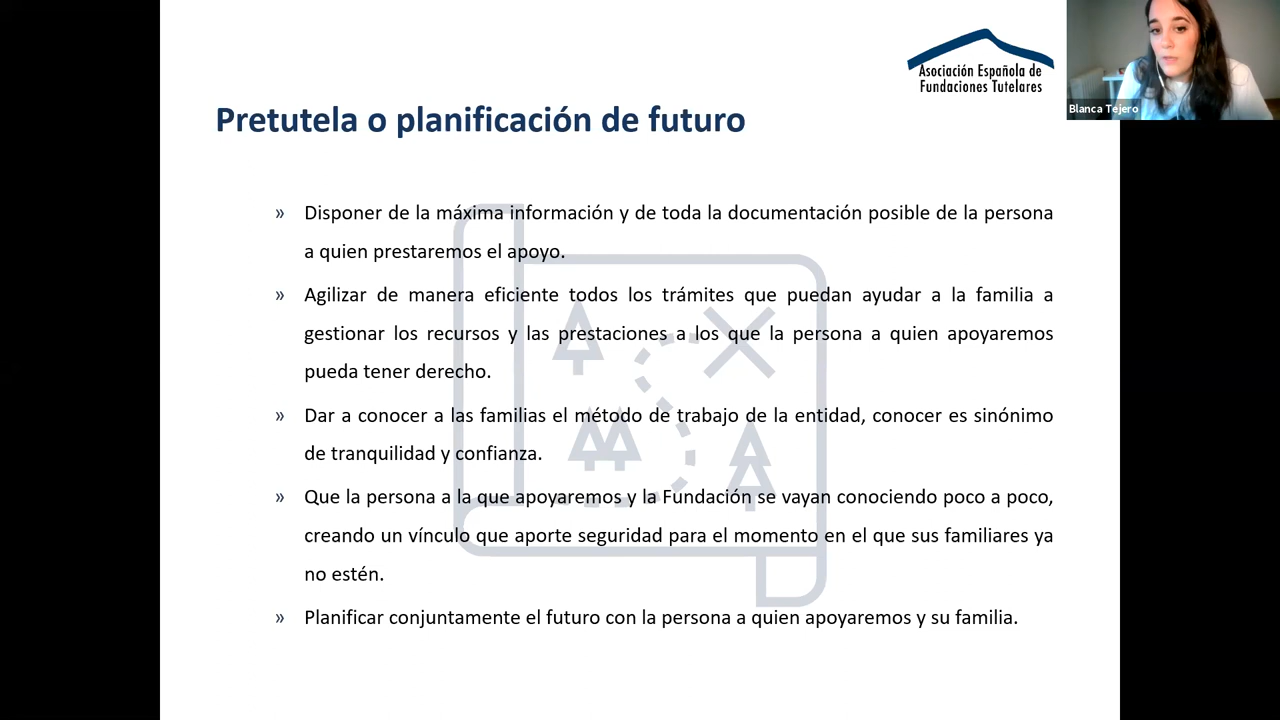 Asociación Española de
Fundaciones Tutelares
Blanca Tejero
Pretutela o planificación de futuro
» Disponer de la máxima información y de toda la documentación posible de la persona
a quien prestaremos el apoyo.
» Agilizar de manera eficiente todos los trámites que puedan ayudar a la familia a
gestionar los recursos y las prestaciones a los que la persona a quien apoyaremos
pueda tener derecho.
» Dar a conocer a las familias el método de trabajo de la entidad, conocer es sinónimo
de tranquilidad y confianza.
» Que la persona a la que apoyaremos y la Fundación se vayan conociendo poco a poco,
creando un vínculo que aporte seguridad para el momento en el que sus familiares ya
no estén.
» Planificar conjuntamente el futuro con la persona a quien apoyaremos y su familia.